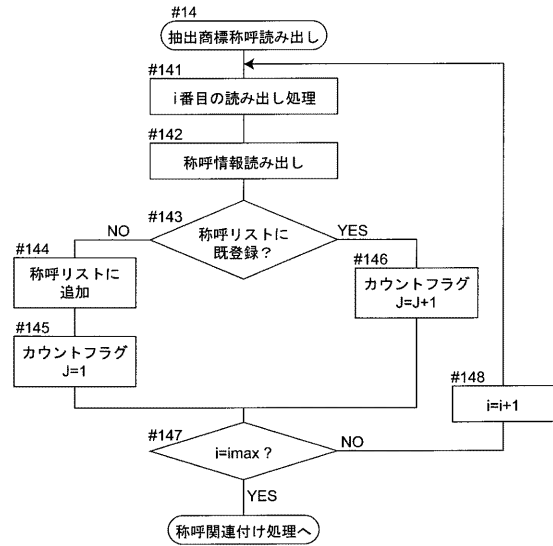 #14
抽出商標称呼読み出し
#141
i番目の読み出し処理
#142
称呼情報読み出し
#143
称呼リストに
既登録？
NO
YES
#144
称呼リストに
追加
#145
カウントフラグ
J=1
#146
カウントフラグ
J=J+1
#147
i=imax？
NO
#148
i=i+1
YES
称呼関連付け処理へ